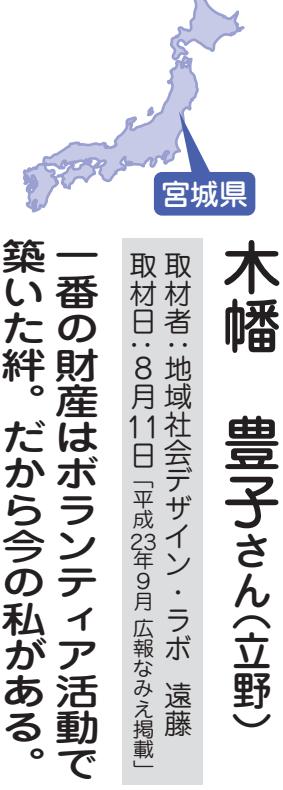 宮城県
木幡 豊子さん(立野)
取材者:地域社会デザイン・ラボ 遠藤
取材日:8月11日「平成23年9月 広報なみえ掲載」
一番の財産はボランティア活動で
築いた絆。だから今の私がある。